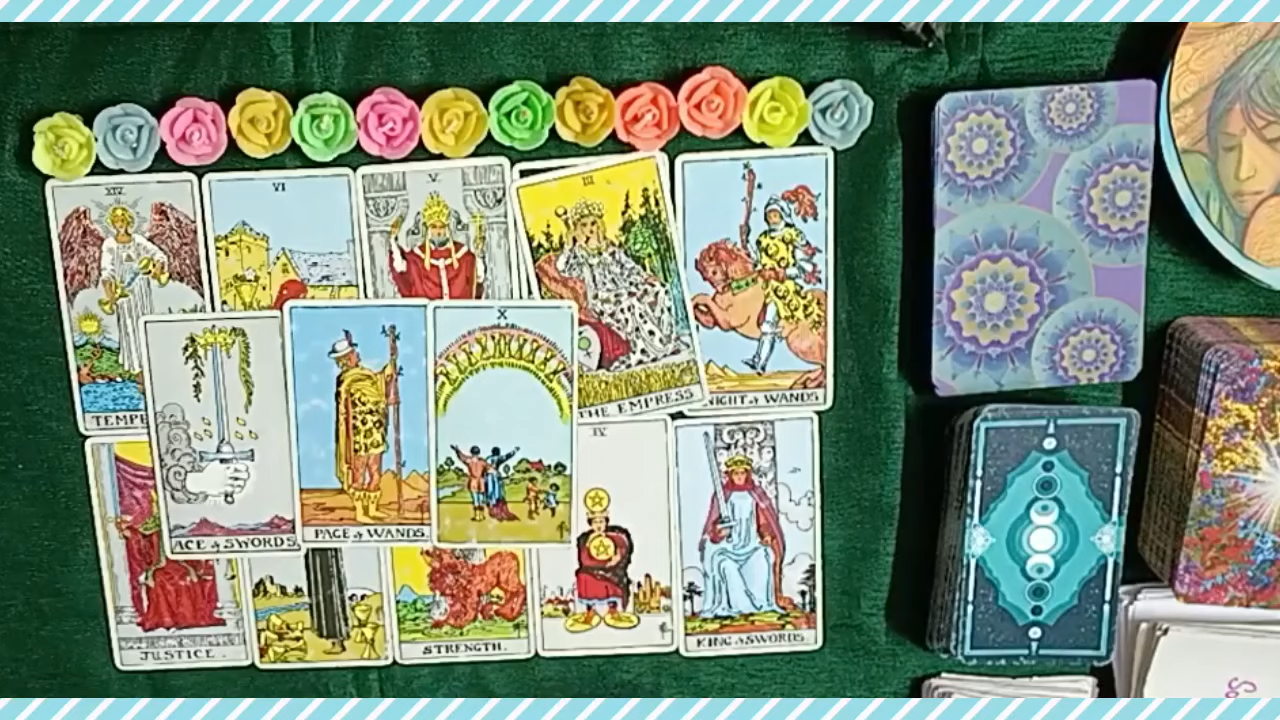 XIV
VI
V
III
TEMPE
THE EMPRESS
NIGHT of WANDS
X
ACE of SWORDS
PAGE of WANDS.
IV
JUSTICE.
STRENGTH.
KING of SWORDS.